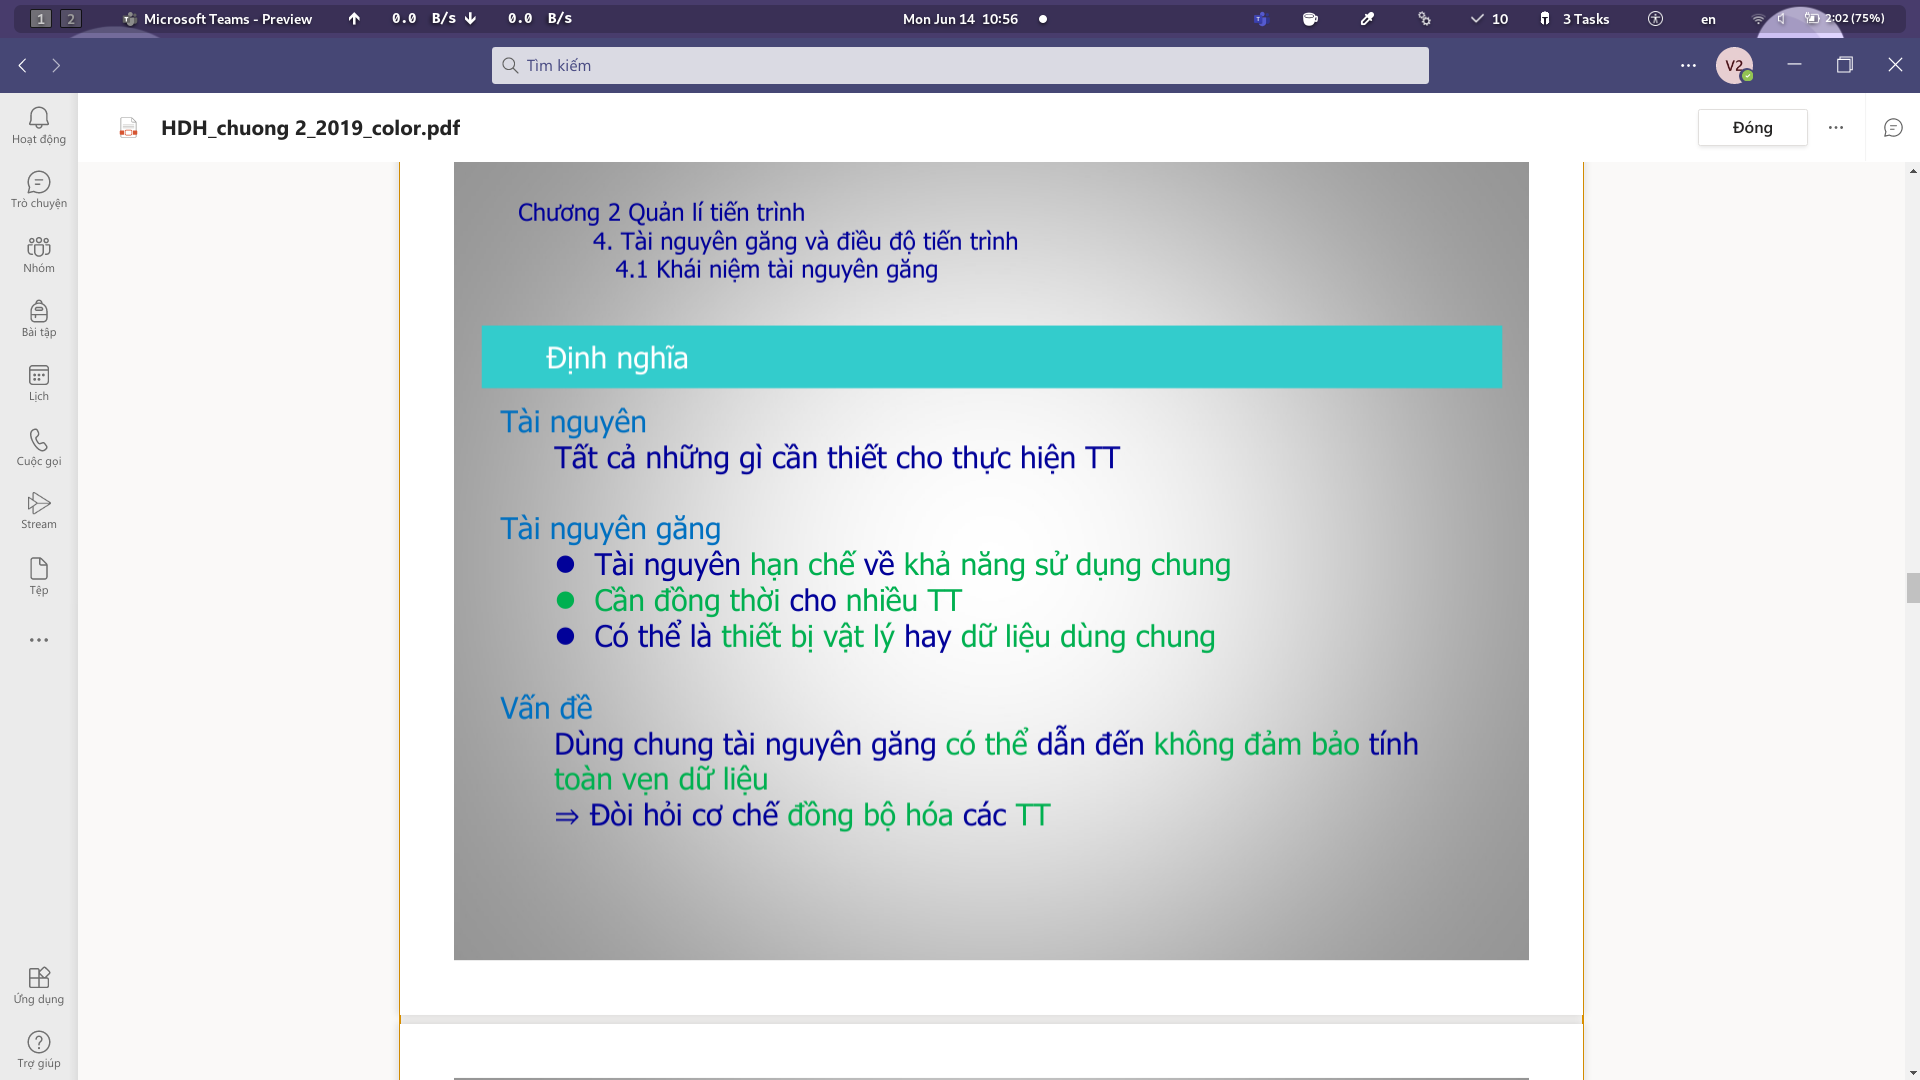 1 2 Microsoft Teams - Preview 0.0 B/s 0.0 B/s Mon Jun 14 10:56 10 3 Tasks en 2:02 (75%)
Tìm kiếm
V2
HDH_chuong 2_2019_color.pdf
Đóng
Hoạt động
Trò chuyện
Nhóm
Bài tập
Lịch
Cuộc gọi
Stream
Tệp
Ứng dụng
Trợ giúp
Chương 2 Quản lí tiến trình
4. Tài nguyên găng và điều độ tiến trình
4.1 Khái niệm tài nguyên găng
Định nghĩa
Tài nguyên
Tất cả những gì cần thiết cho thực hiện TT
Tài nguyên găng
● Tài nguyên hạn chế về khả năng sử dụng chung
● Cần đồng thời cho nhiều TT
● Có thể là thiết bị vật lý hay dữ liệu dùng chung
Vấn đề
Dùng chung tài nguyên găng có thể dẫn đến không đảm bảo tính
toàn vẹn dữ liệu
⇒ Đòi hỏi cơ chế đồng bộ hóa các TT